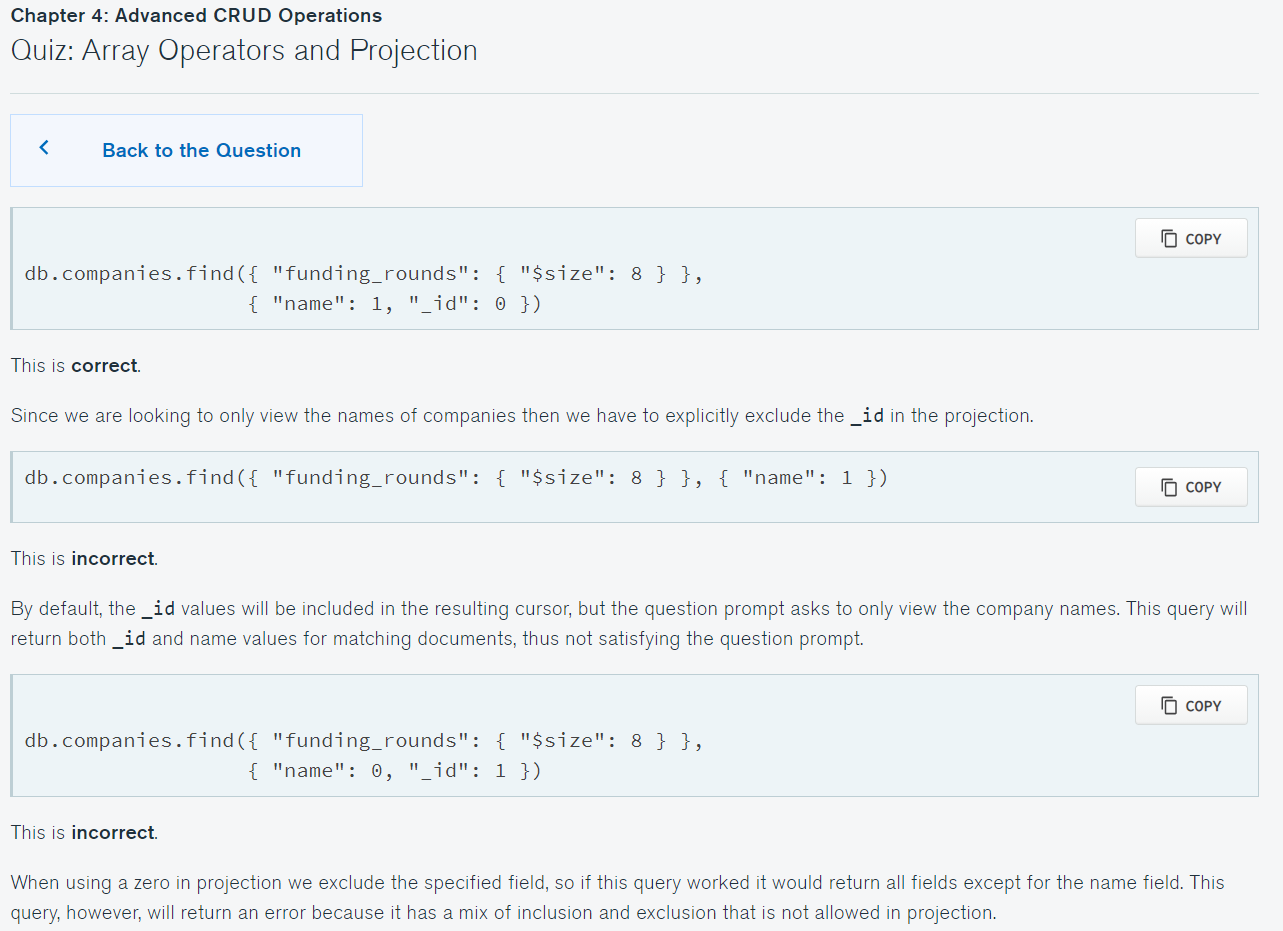 Chapter 4: Advanced CRUD Operations
Quiz: Array Operators and Projection
Back to the Question
COPY
db.companies.find({ "funding_rounds": { "$size": 8 } },
{ "name": 1, "_id": 0 })
This is correct.
Since we are looking to only view the names of companies then we have to explicitly exclude the _id in the projection.
db.companies.find({ "funding_rounds": { "$size": 8 } }, { "name": 1 })
COPY
This is incorrect.
By default, the _id values will be included in the resulting cursor, but the question prompt asks to only view the company names. This query will
return both _id and name values for matching documents, thus not satisfying the question prompt.
COPY
db.companies.find({ "funding_rounds": { "$size": 8 } },
{ "name": 0, "_id": 1 })
This is incorrect.
When using a zero in projection we exclude the specified field, so if this query worked it would return all fields except for the name field. This
query, however, will return an error because it has a mix of inclusion and exclusion that is not allowed in projection.